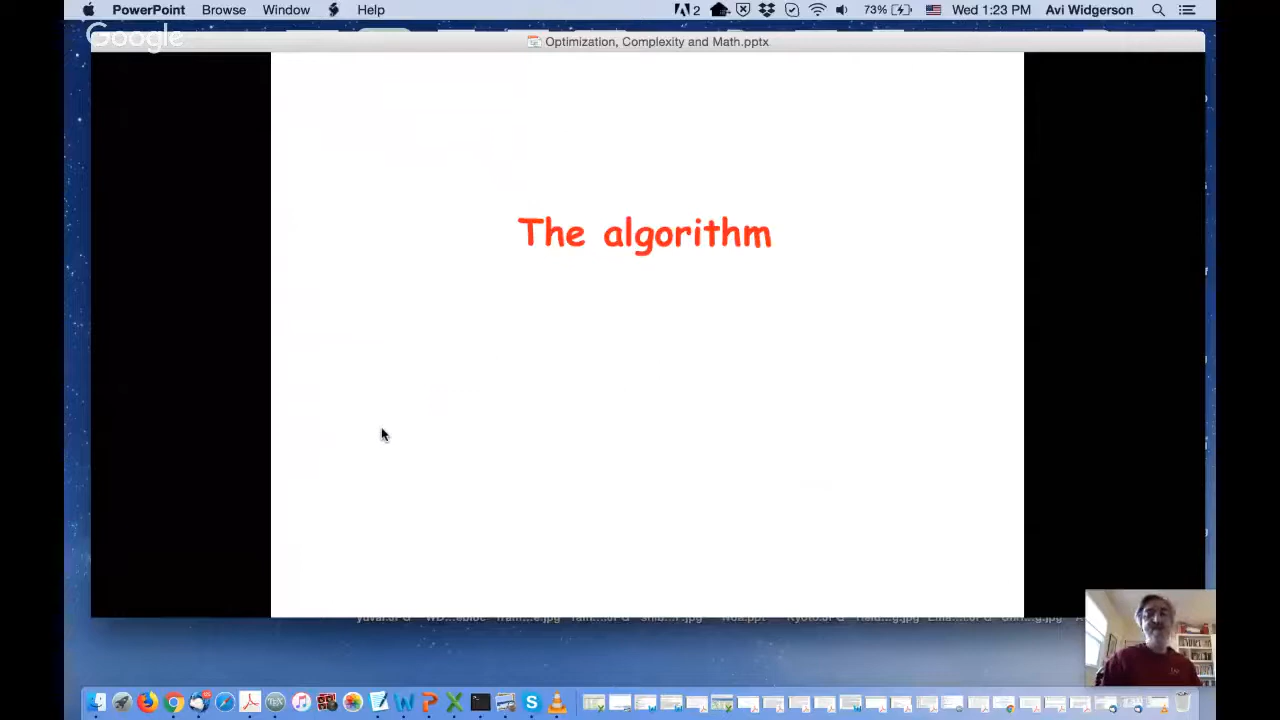 PowerPoint Browse Window Help 2 73% Wed 1:23 PM Avi Widgerson
Google
Optimization, Complexity and Math.pptx
The algorithm